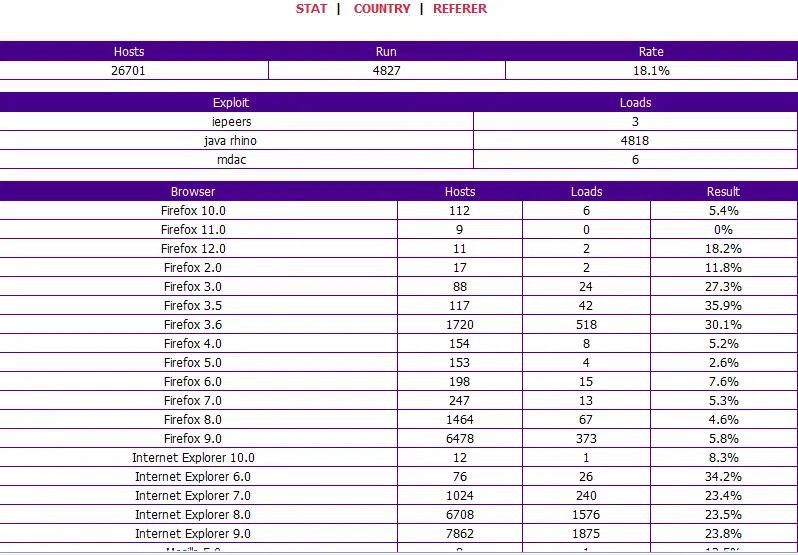 STAT | COUNTRY | REFERER
Hosts Run Rate
26701 4827 18.1%
Exploit Loads
iepeers 3
java rhino 4818
mdac 6
Browser Hosts Loads Result
Firefox 10.0 112 6 5.4%
Firefox 11.0 9 0 0%
Firefox 12.0 11 2 18.2%
Firefox 2.0 17 2 11.8%
Firefox 3.0 88 24 27.3%
Firefox 3.5 117 42 35.9%
Firefox 3.6 1720 518 30.1%
Firefox 4.0 154 8 5.2%
Firefox 5.0 153 4 2.6%
Firefox 6.0 198 15 7.6%
Firefox 7.0 247 13 5.3%
Firefox 8.0 1464 67 4.6%
Firefox 9.0 6478 373 5.8%
Internet Explorer 10.0 12 1 8.3%
Internet Explorer 6.0 76 26 34.2%
Internet Explorer 7.0 1024 240 23.4%
Internet Explorer 8.0 6708 1576 23.5%
Internet Explorer 9.0 7862 1875 23.8%